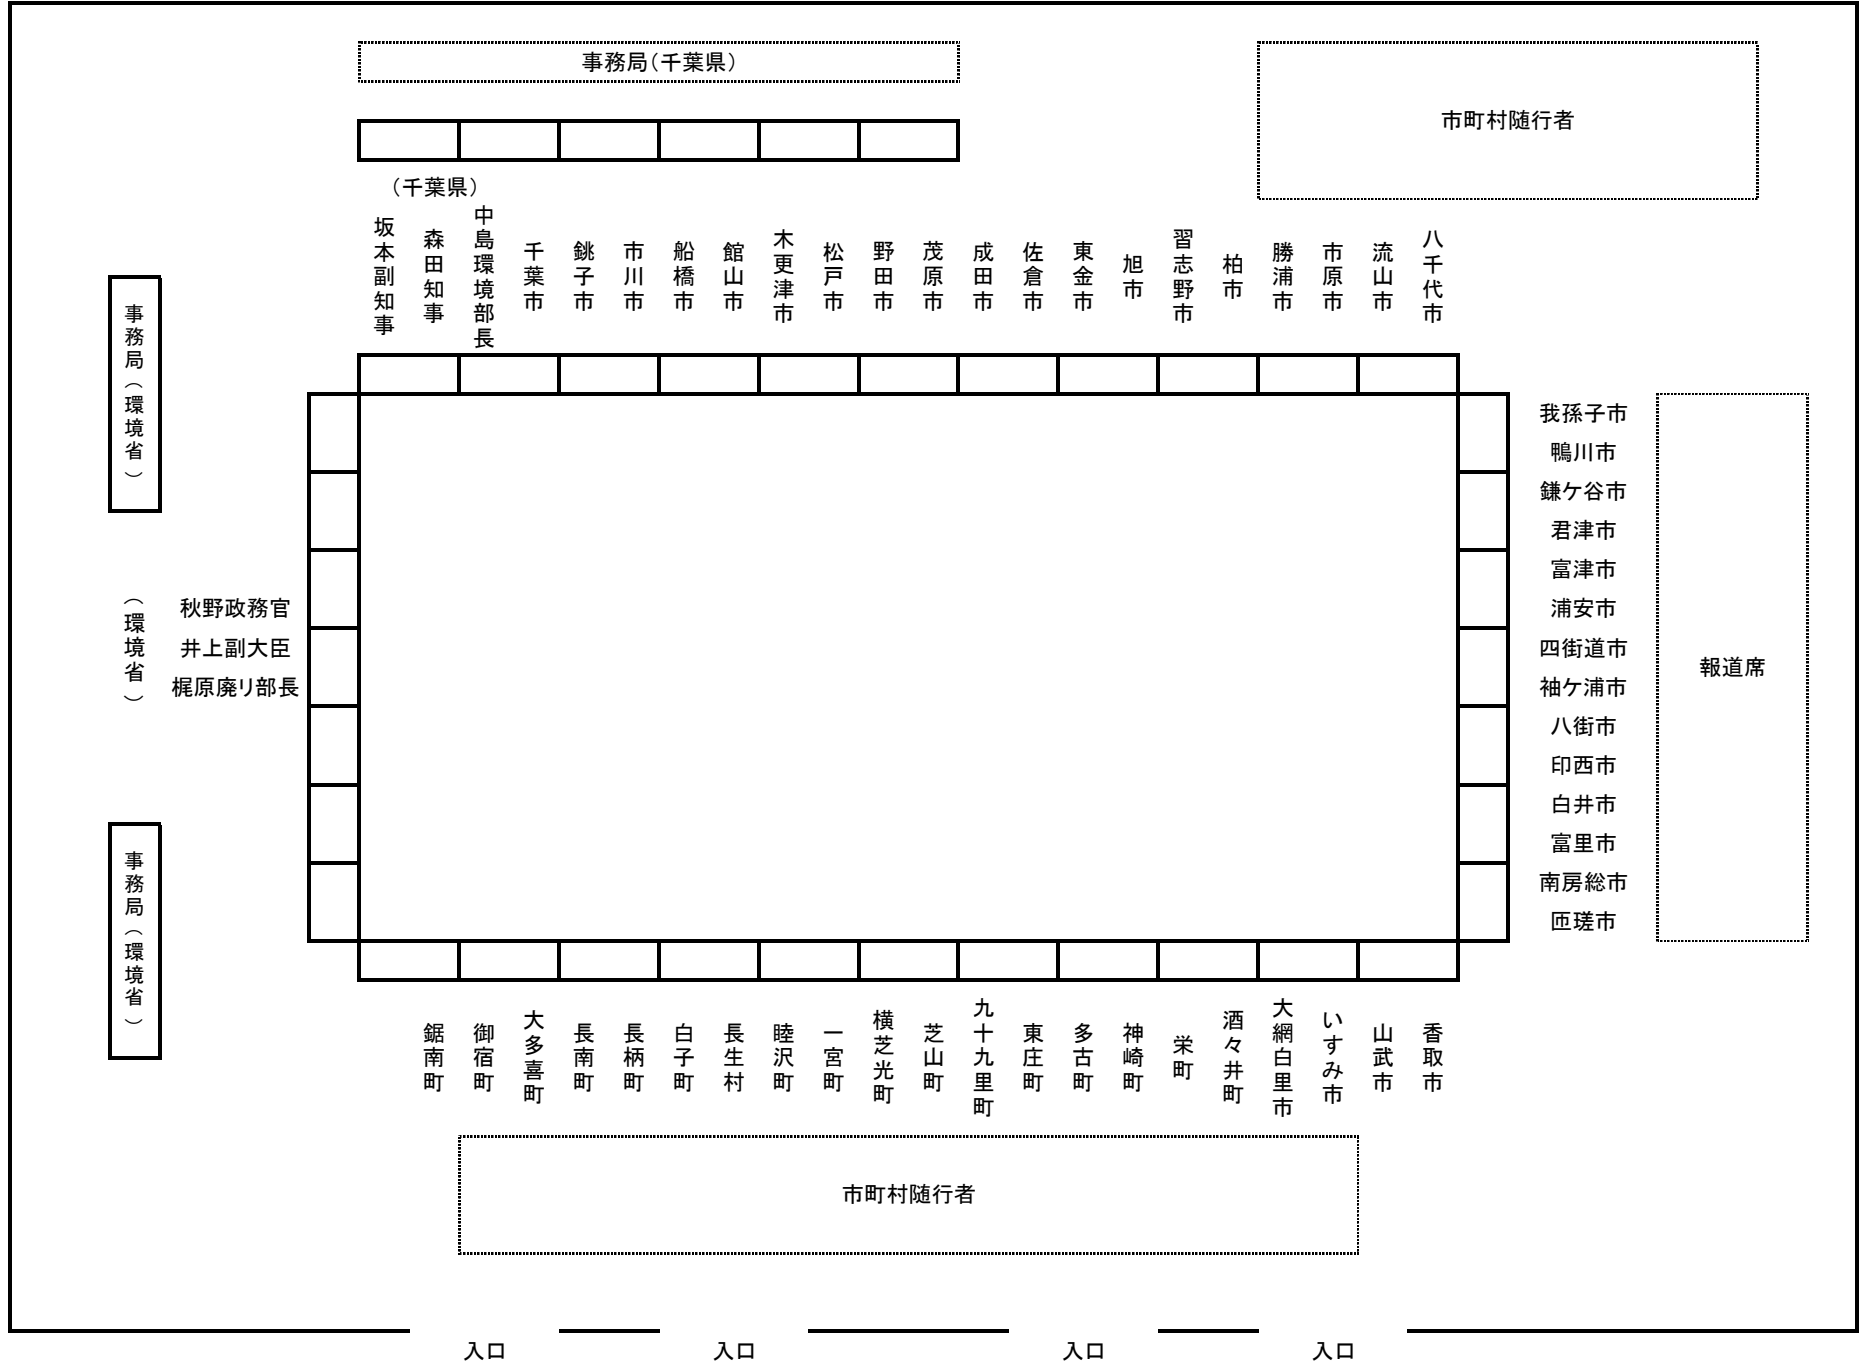 事務局（千葉県）
市町村随行者
（千葉県）
坂本副知事
森田知事
中島環境部長
千葉市
銚子市
市川市
船橋市
館山市
木更津市
松戸市
野田市
茂原市
成田市
佐倉市
東金市
旭市
習志野市
柏市
勝浦市
市原市
流山市
八千代市
事務局（環境省）
（環境省）
秋野政務官
井上副大臣
梶原廃リ部長
事務局（環境省）
我孫子市
鴨川市
鎌ケ谷市
君津市
富津市
浦安市
四街道市
袖ケ浦市
八街市
印西市
白井市
富里市
南房総市
匝瑳市
報道席
鋸南町
御宿町
大多喜町
長南町
長柄町
白子町
長生村
睦沢町
一宮町
横芝光町
芝山町
九十九里町
東庄町
多古町
神崎町
栄町
酒々井町
大網白里市
いすみ市
山武市
香取市
市町村随行者
入口
入口
入口
入口